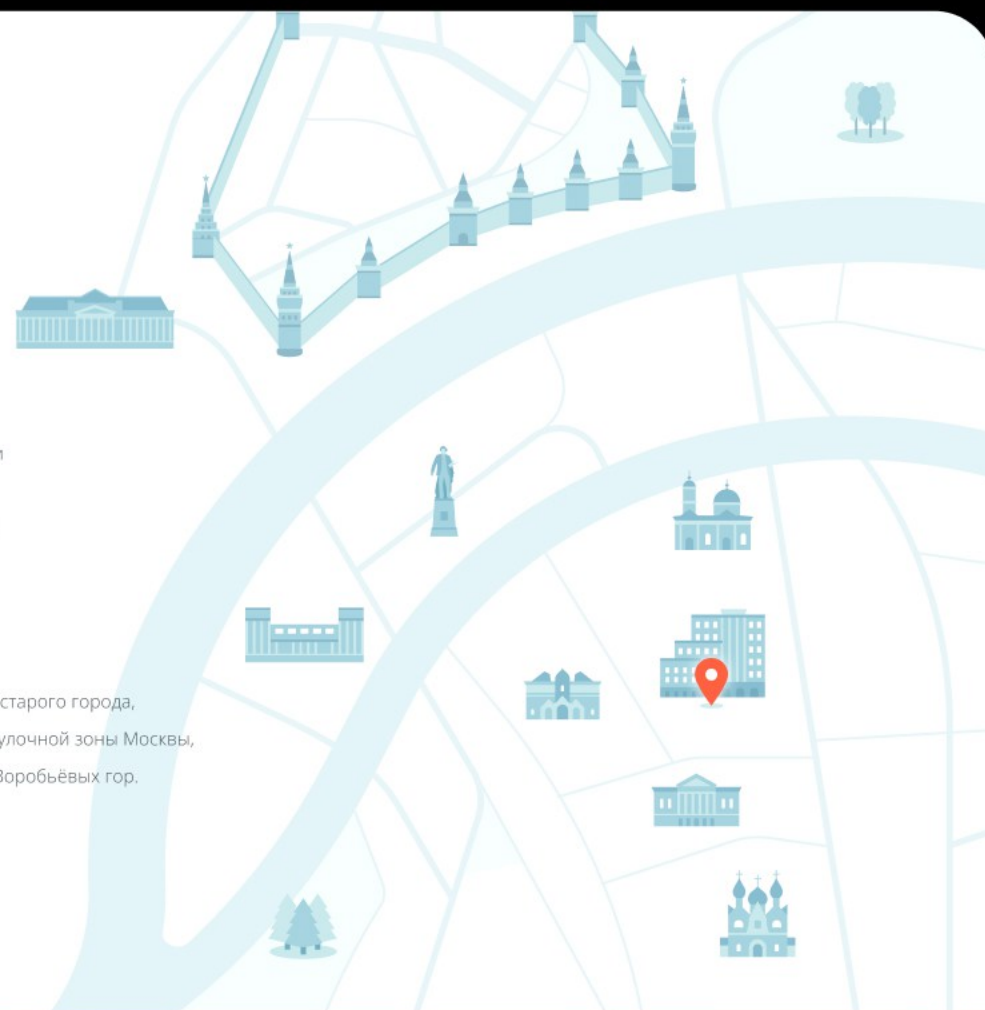 и
старого города,
улочной зоны Москвы,
Воробьёвых гор.